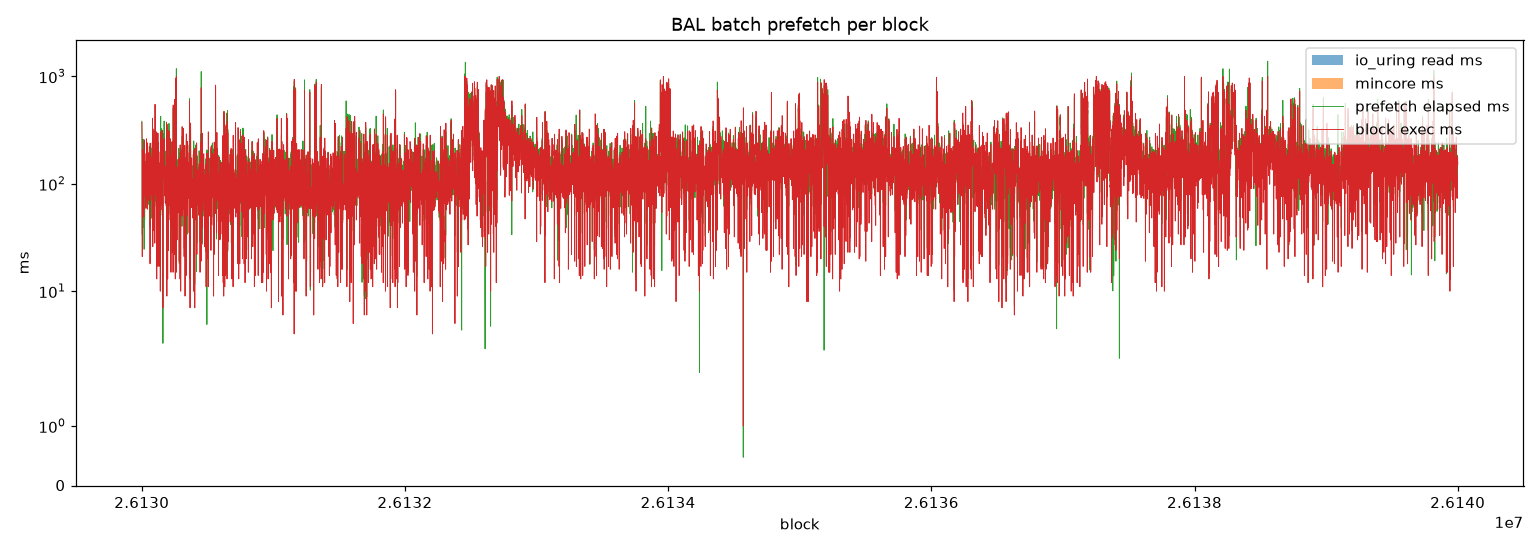 BAL batch prefetch per block
io_uring read ms
mincore ms
prefetch elapsed ms
block exec ms
10³
10²
10¹
10⁰
0
ms
2.6130 2.6132 2.6134 2.6136 2.6138 2.6140
block
1e7